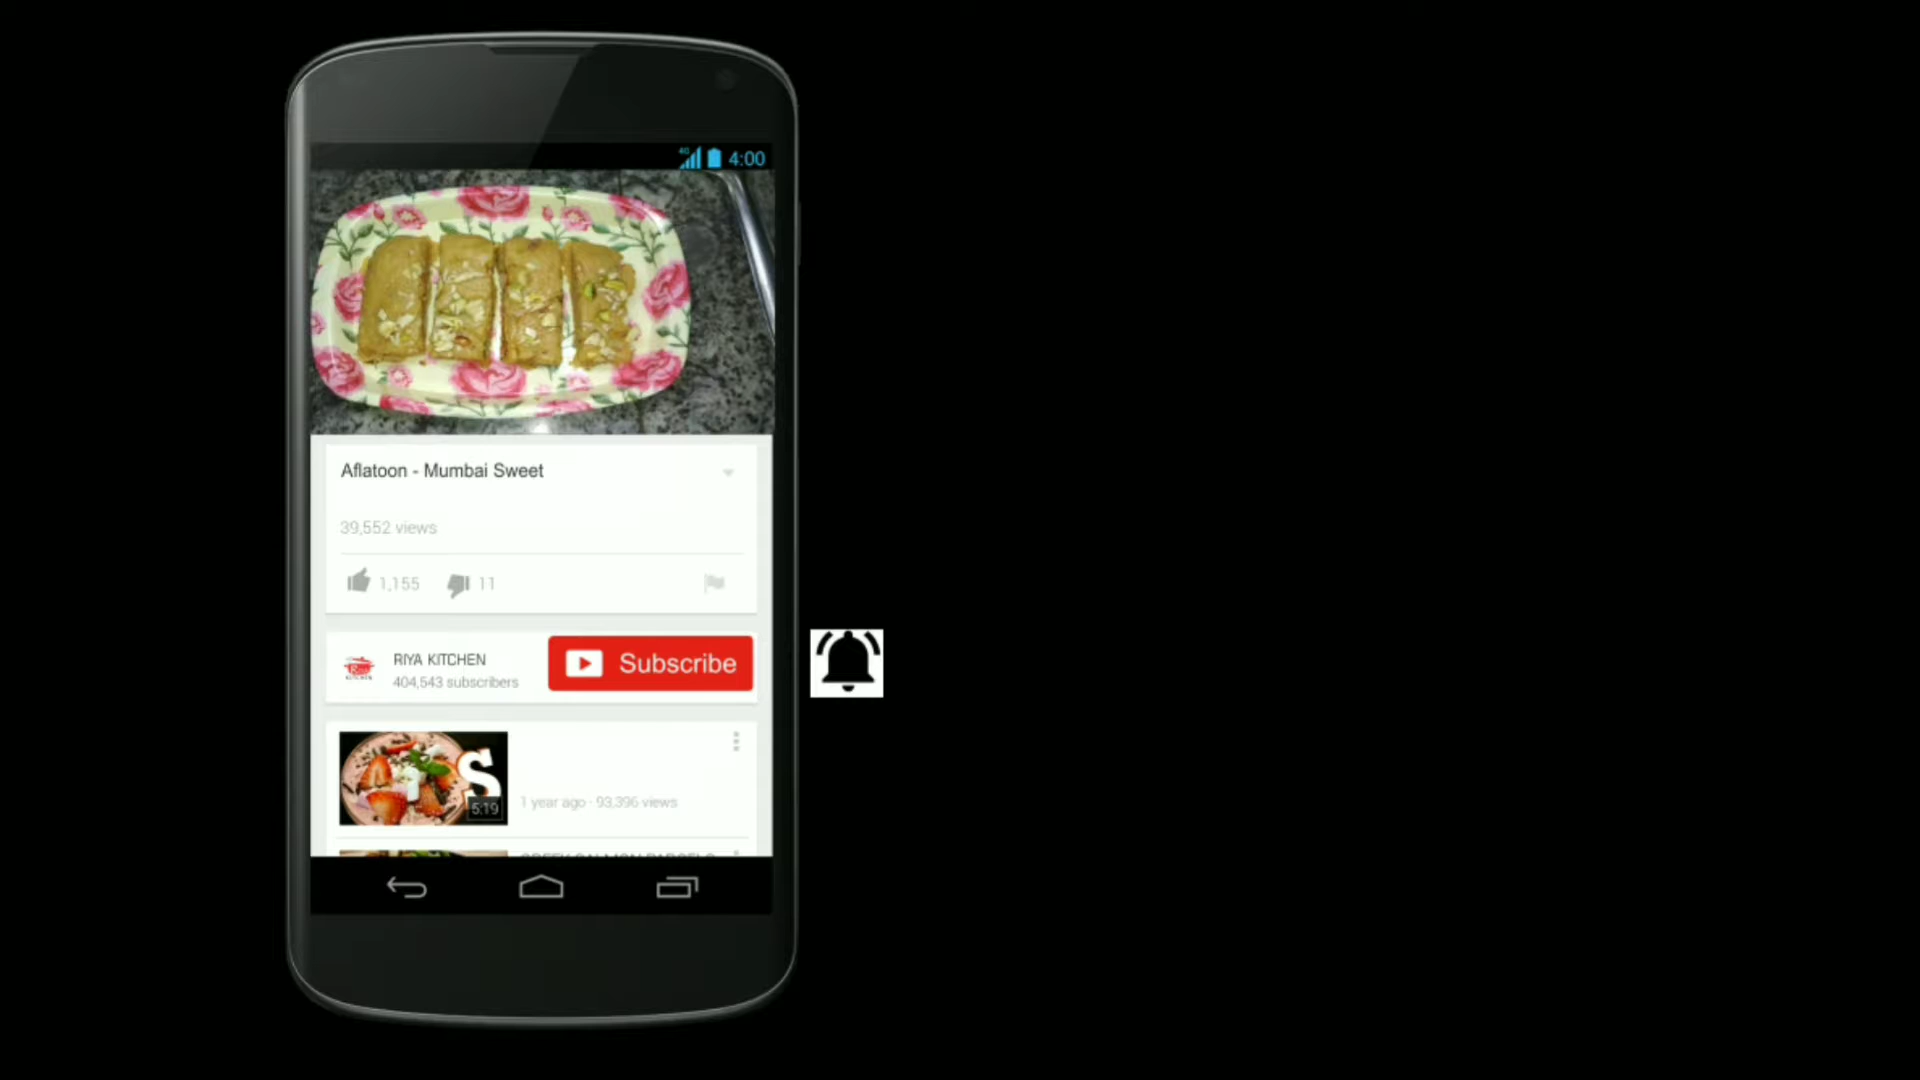 4G 4:00
Aflatoon - Mumbai Sweet
39,552 views
1,155 11
RIYA KITCHEN
404,543 subscribers
Subscribe
S
5:19
1 year ago · 93,396 views